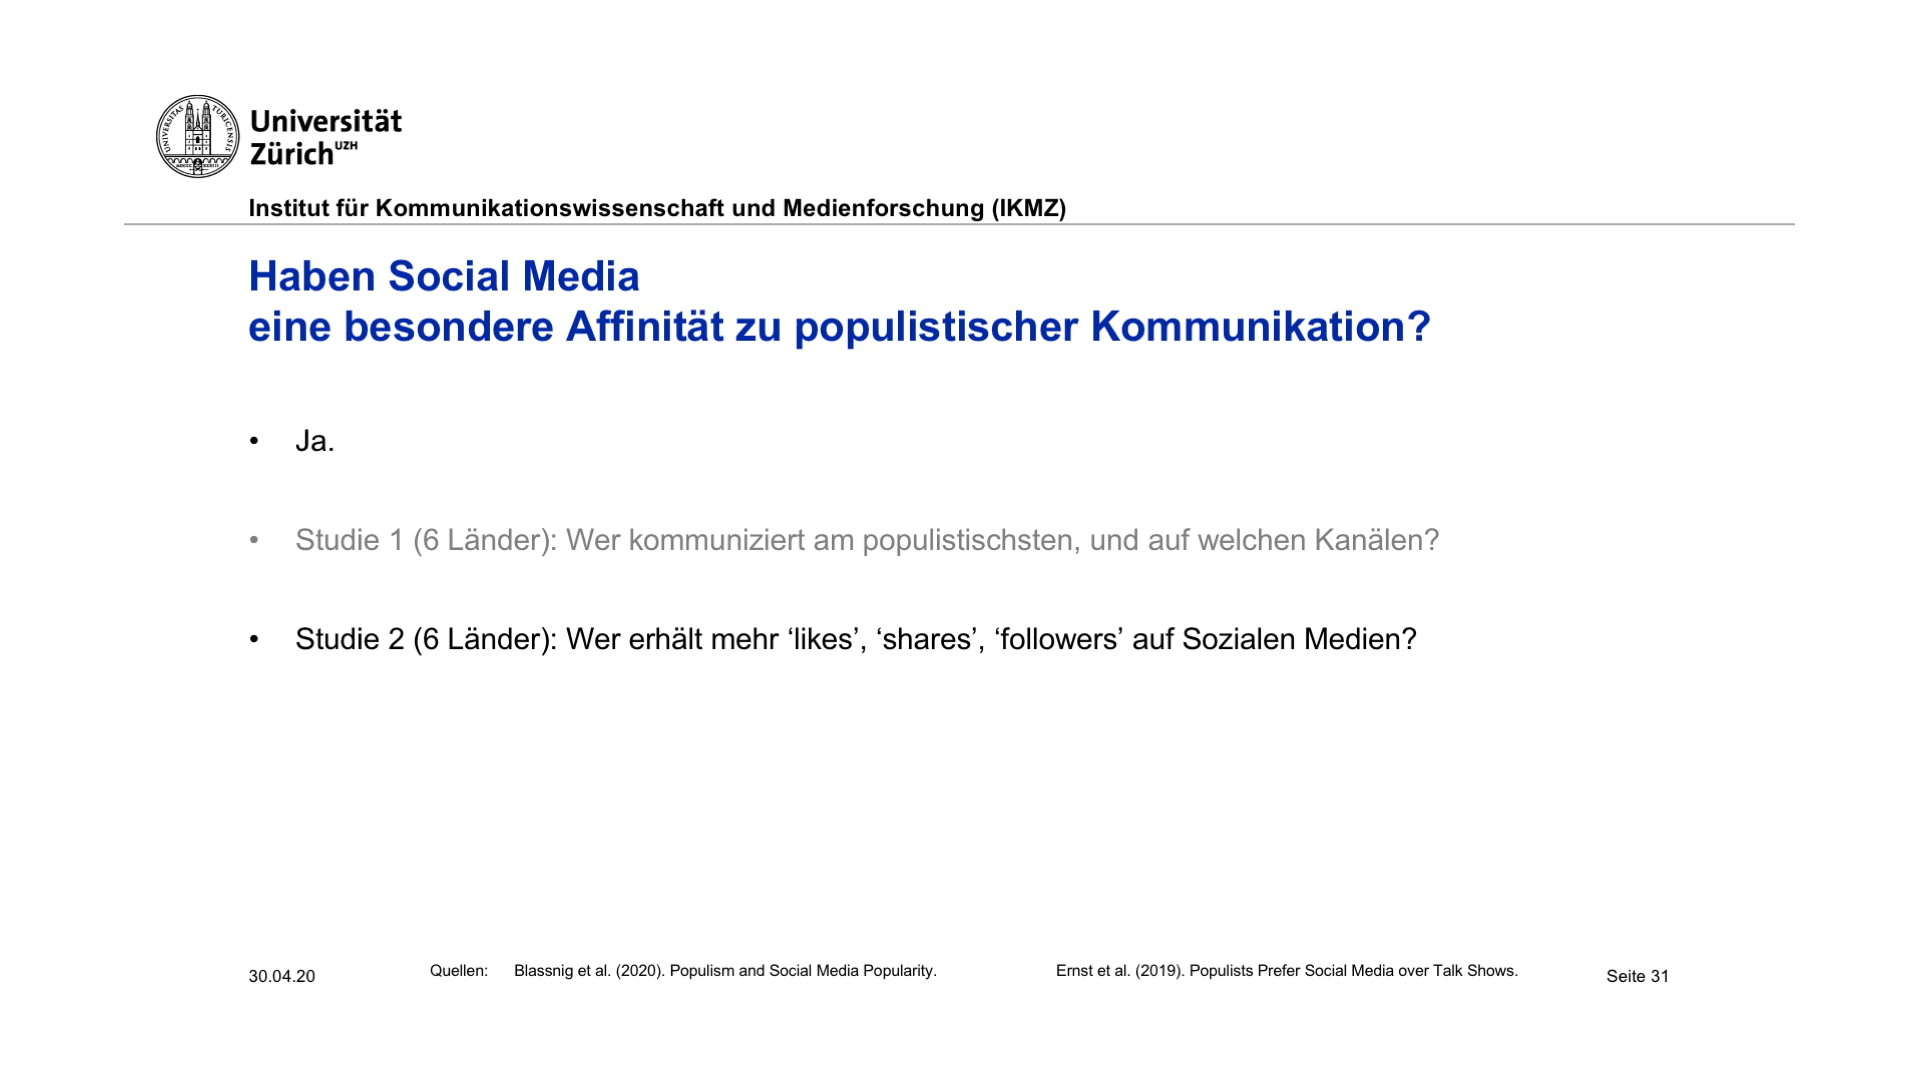 UNIVERSITAS TURICENSIS
Universität
Zürich UZH
Institut für Kommunikationswissenschaft und Medienforschung (IKMZ)
Haben Social Media
eine besondere Affinität zu populistischer Kommunikation?
• Ja.
• Studie 1 (6 Länder): Wer kommuniziert am populistischsten, und auf welchen Kanälen?
• Studie 2 (6 Länder): Wer erhält mehr ‘likes’, ‘shares’, ‘followers’ auf Sozialen Medien?
30.04.20 Quellen: Blassnig et al. (2020). Populism and Social Media Popularity. Ernst et al. (2019). Populists Prefer Social Media over Talk Shows. Seite 31